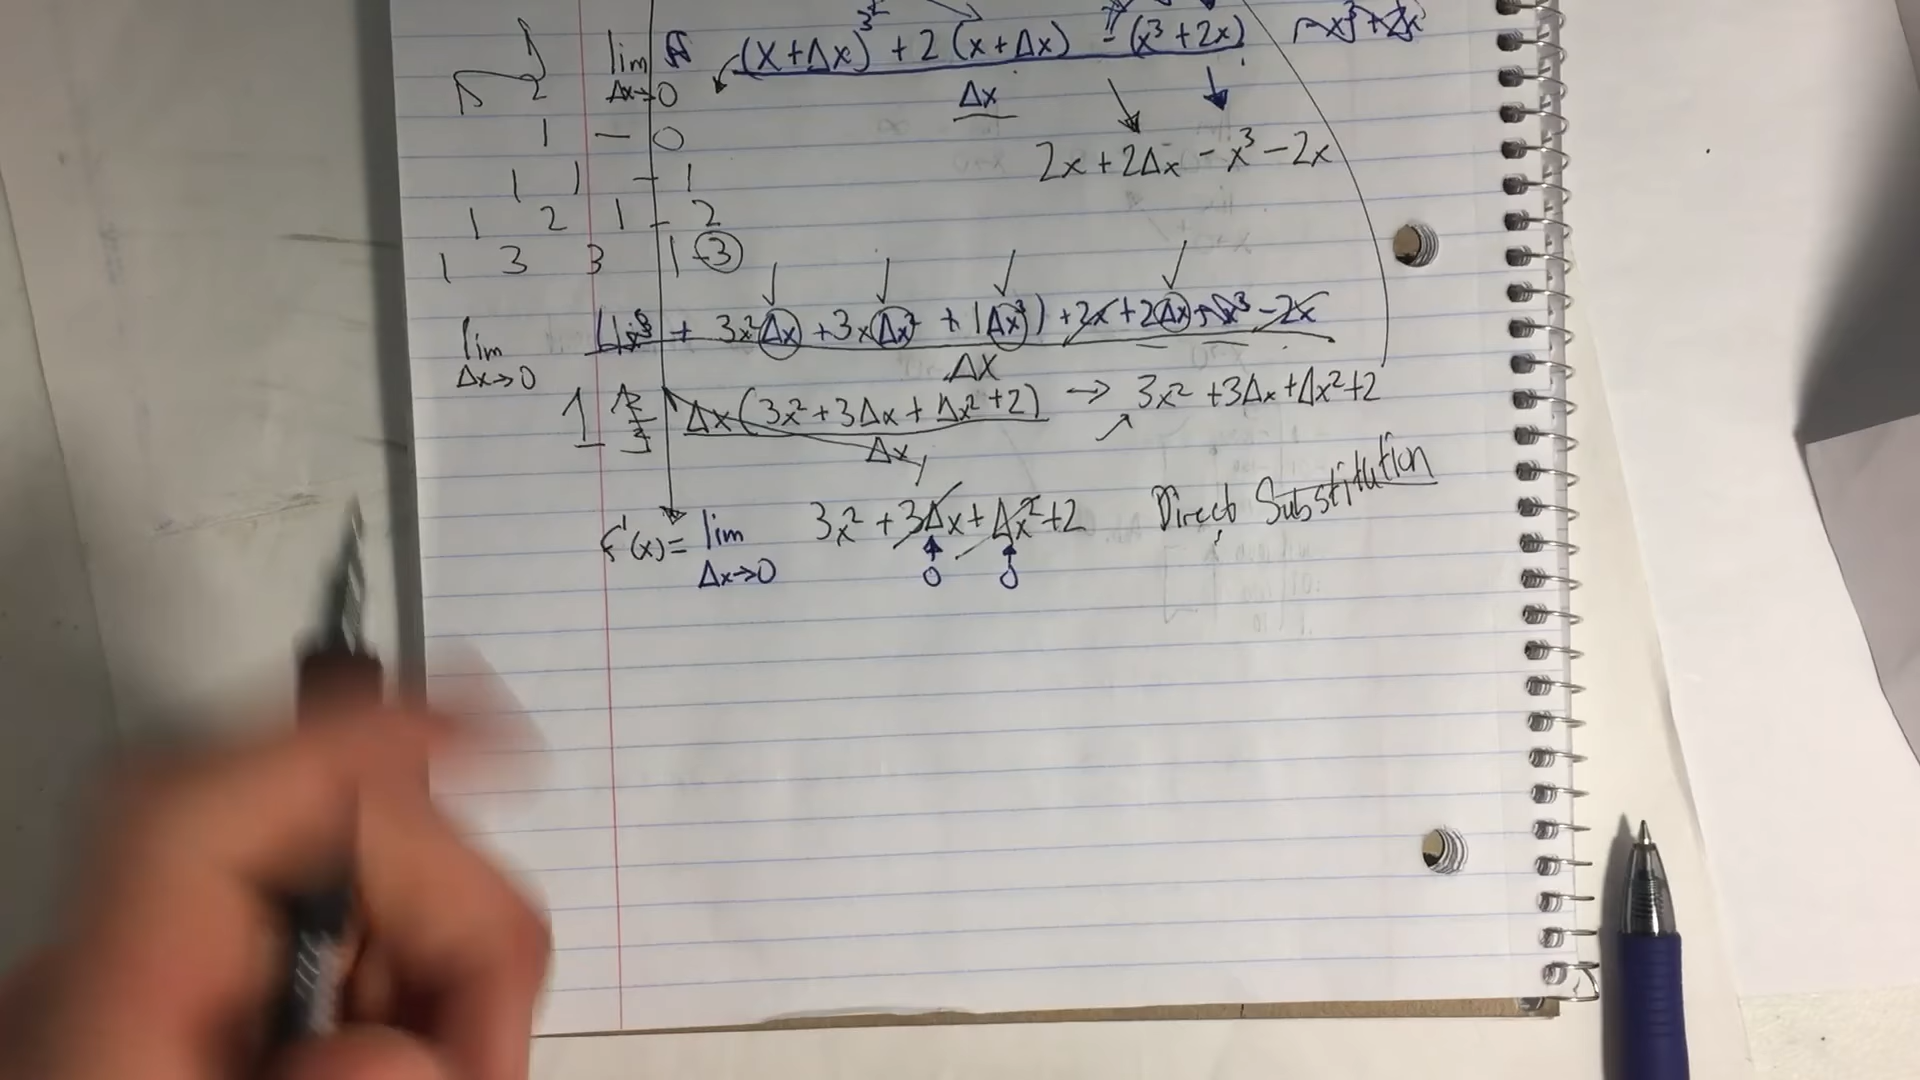 lim (x+Δx)³ + 2(x+Δx) - (x³+2x)
Δx→0 Δx
2
1 — 0
1 1 — 1
2x + 2Δx - x³ - 2x
1 2 1 — 2
1 3 3 1 - 3
lim + 3x²Δx + 3xΔx² + 1Δx³) + 2x + 2Δx - x³ - 2x
Δx→0 Δx
Δx(3x²+3Δx+Δx²+2) → 3x² + 3Δx + Δx² + 2
Δx
f'(x) = lim 3x² + 3Δx + Δx² + 2 Direct Substitution
Δx→0 0 0